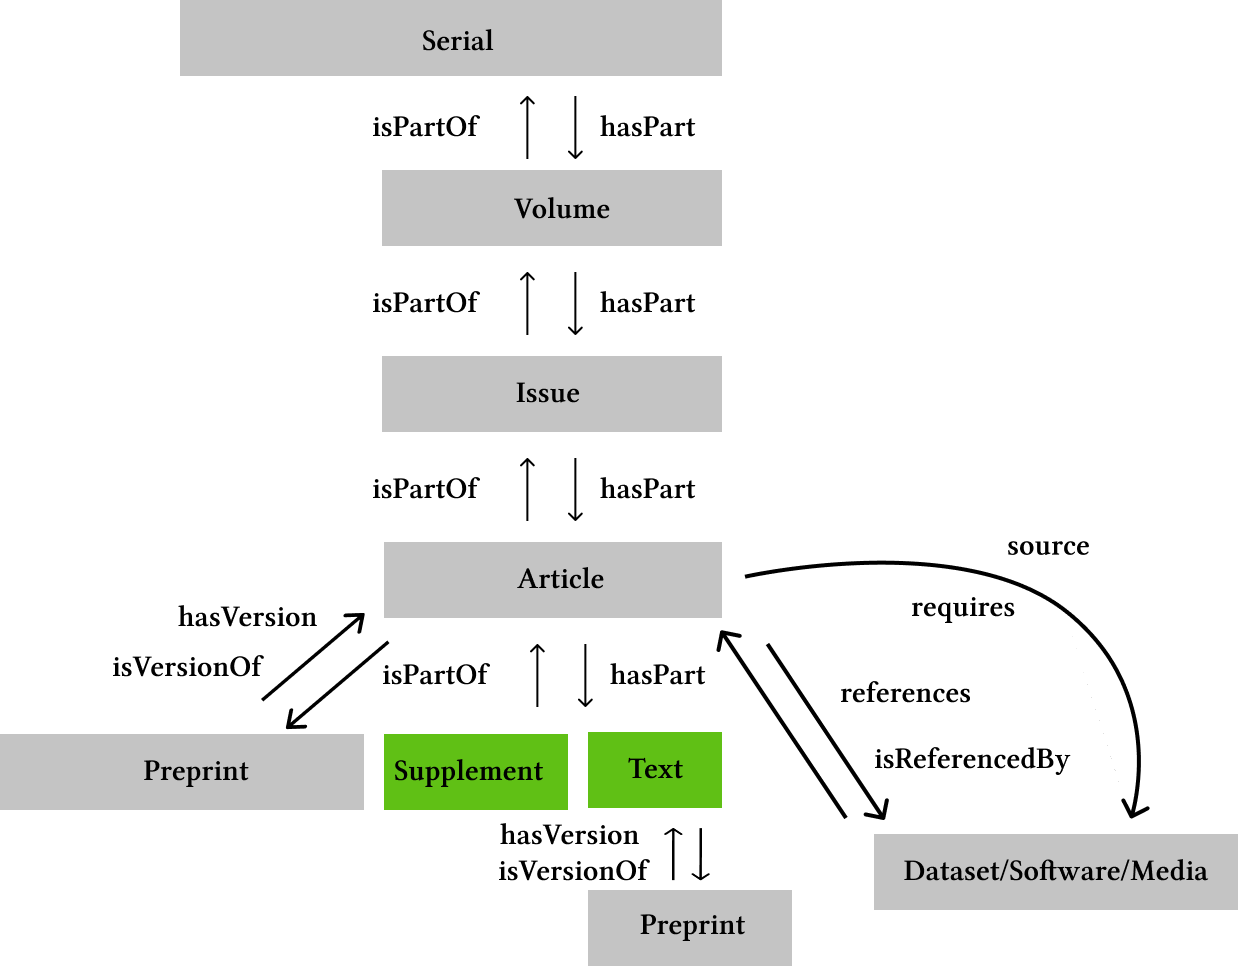 Serial
isPartOf hasPart
Volume
isPartOf hasPart
Issue
isPartOf hasPart
source
Article
requires
hasVersion
isVersionOf
isPartOf hasPart
references
isReferencedBy
Preprint
Supplement
Text
hasVersion
isVersionOf
Dataset/Software/Media
Preprint